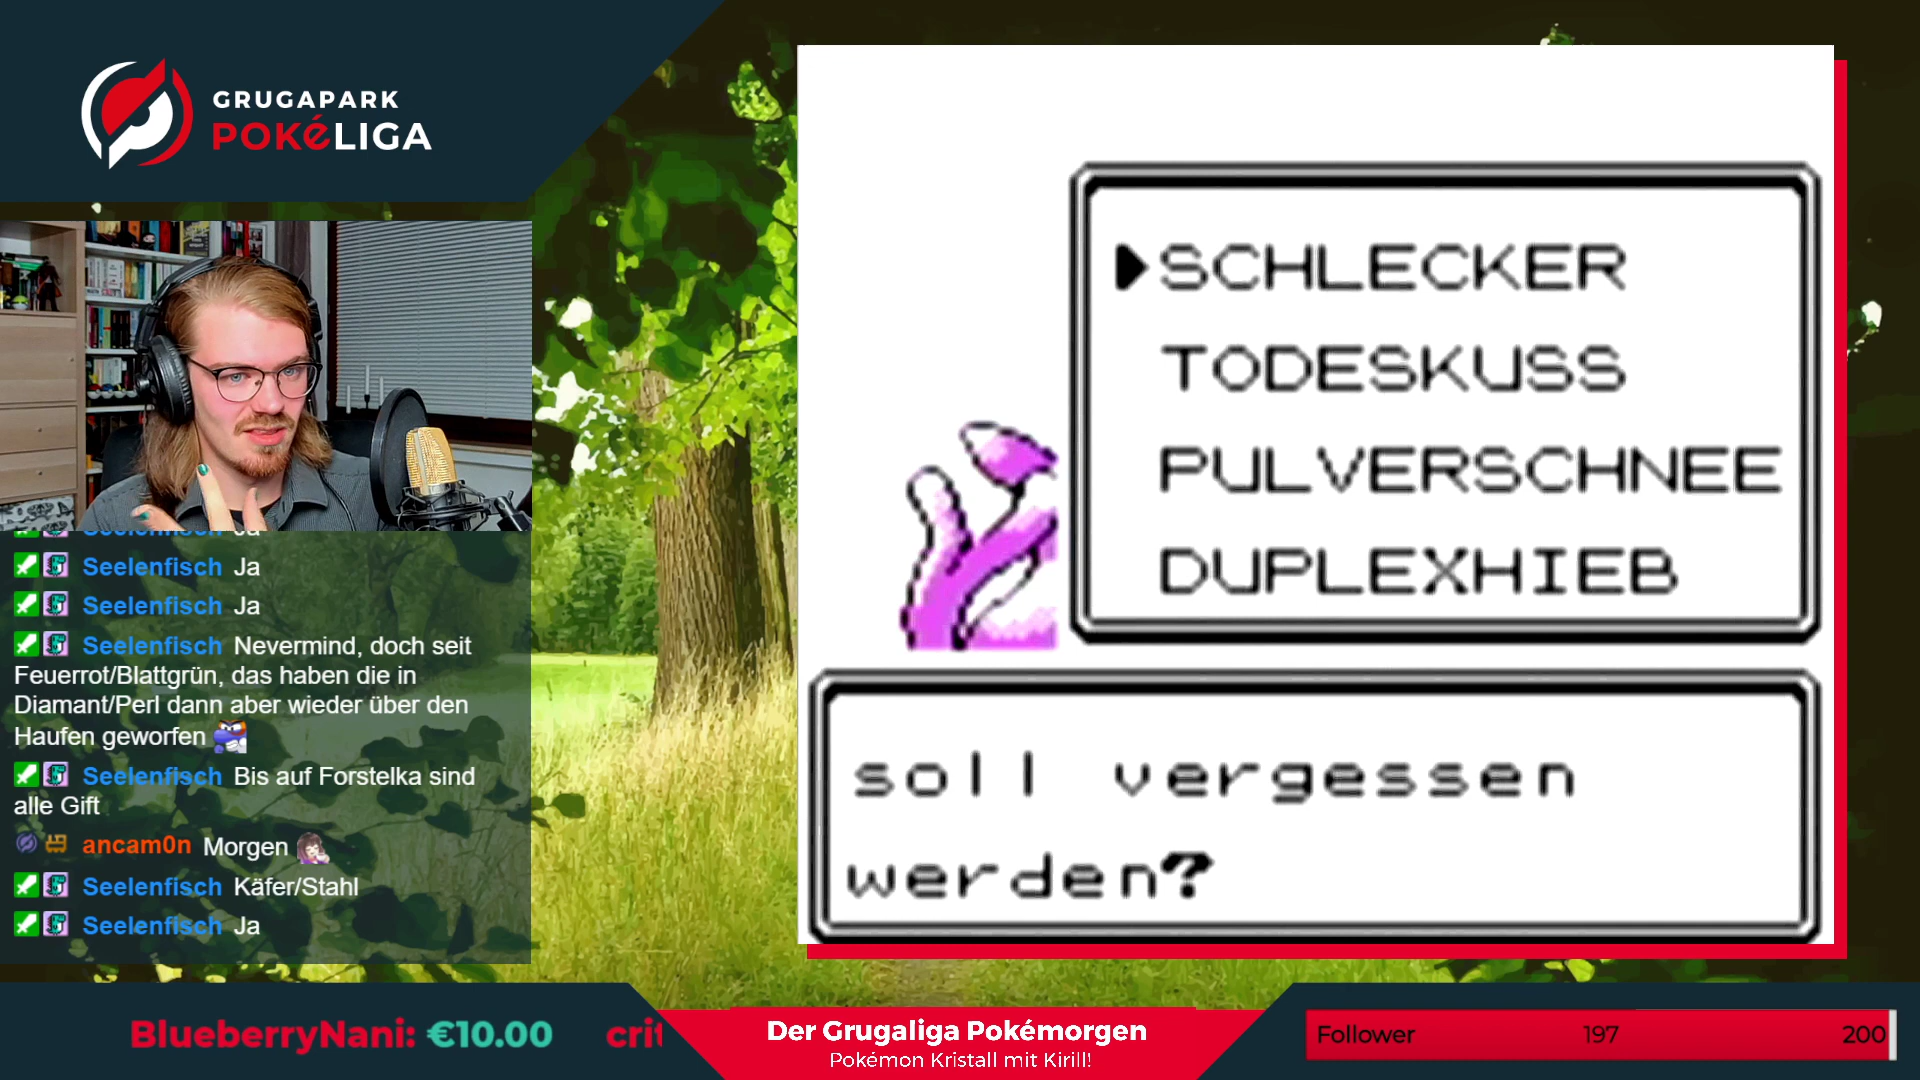 GRUGAPARK
POKéLIGA
SCHLECKER
TODESKUSS
PULVERSCHNEE
DUPLEXHIEB
soll vergessen
werden?
Seelenfisch Ja
Seelenfisch Ja
Seelenfisch Ja
Seelenfisch Nevermind, doch seit
Feuerrot/Blattgrün, das haben die in
Diamant/Perl dann aber wieder über den
Haufen geworfen
Seelenfisch Bis auf Forstelka sind
alle Gift
ancam0n Morgen
Seelenfisch Käfer/Stahl
Seelenfisch Ja
BlueberryNani: €10.00 crit
Der Grugaliga Pokémorgen
Pokémon Kristall mit Kirill!
Follower 197 200